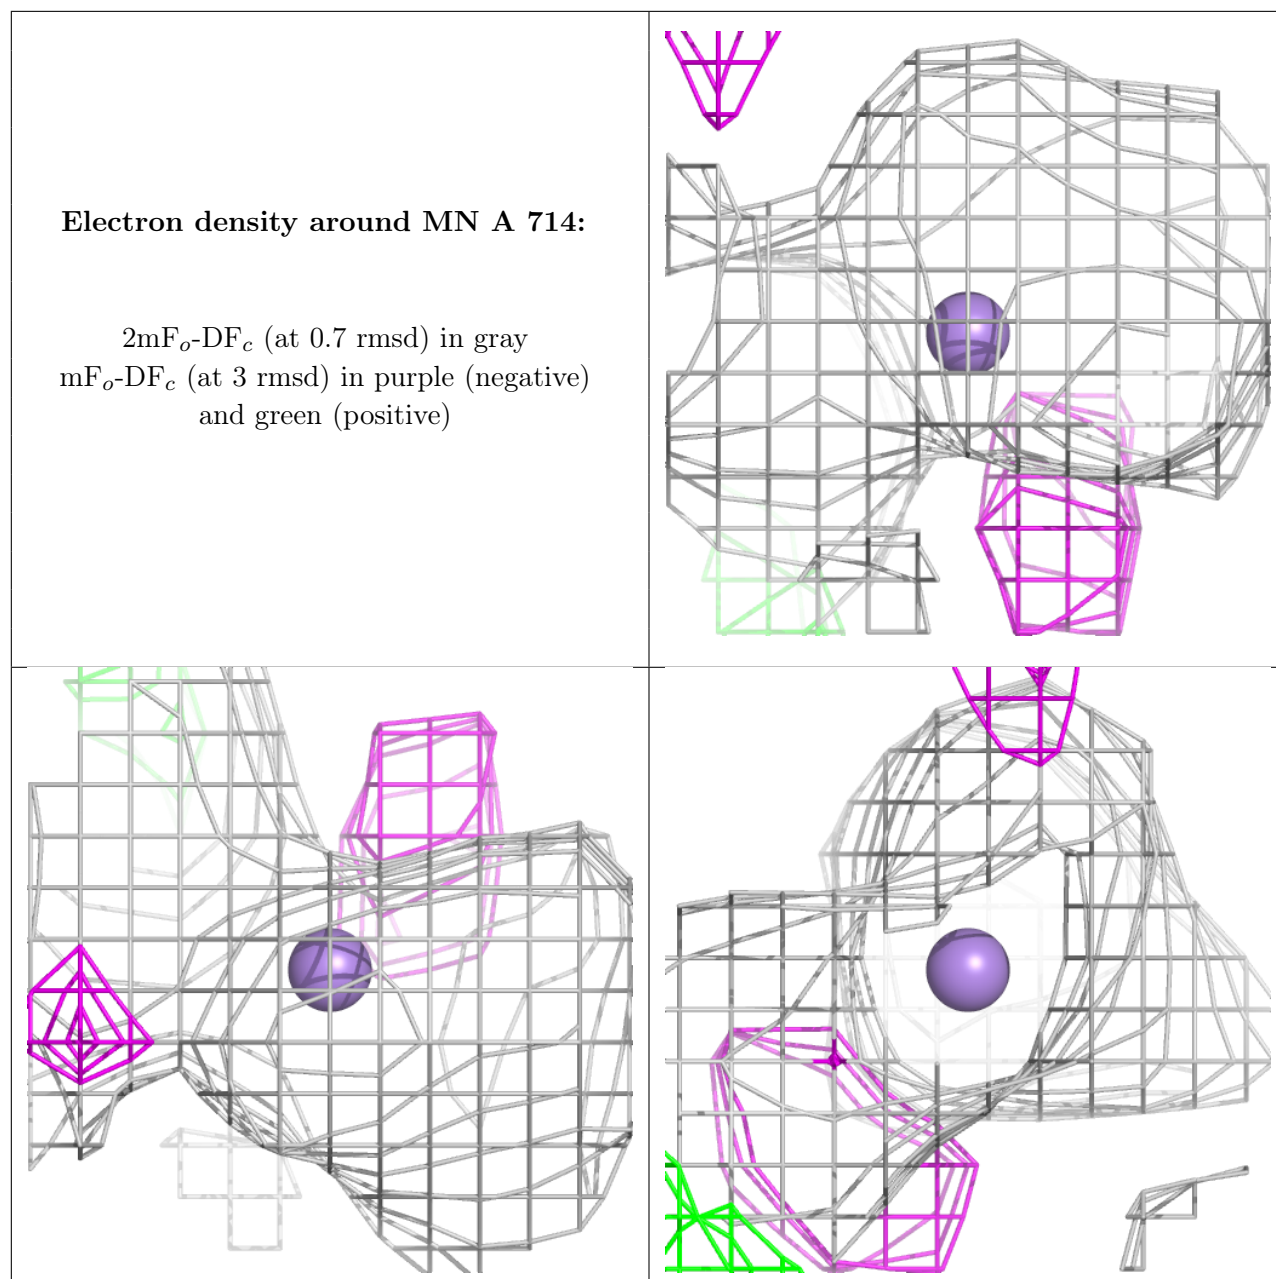 Electron density around MN A 714:
2mFo-DFc (at 0.7 rmsd) in gray
mFo-DFc (at 3 rmsd) in purple (negative)
and green (positive)